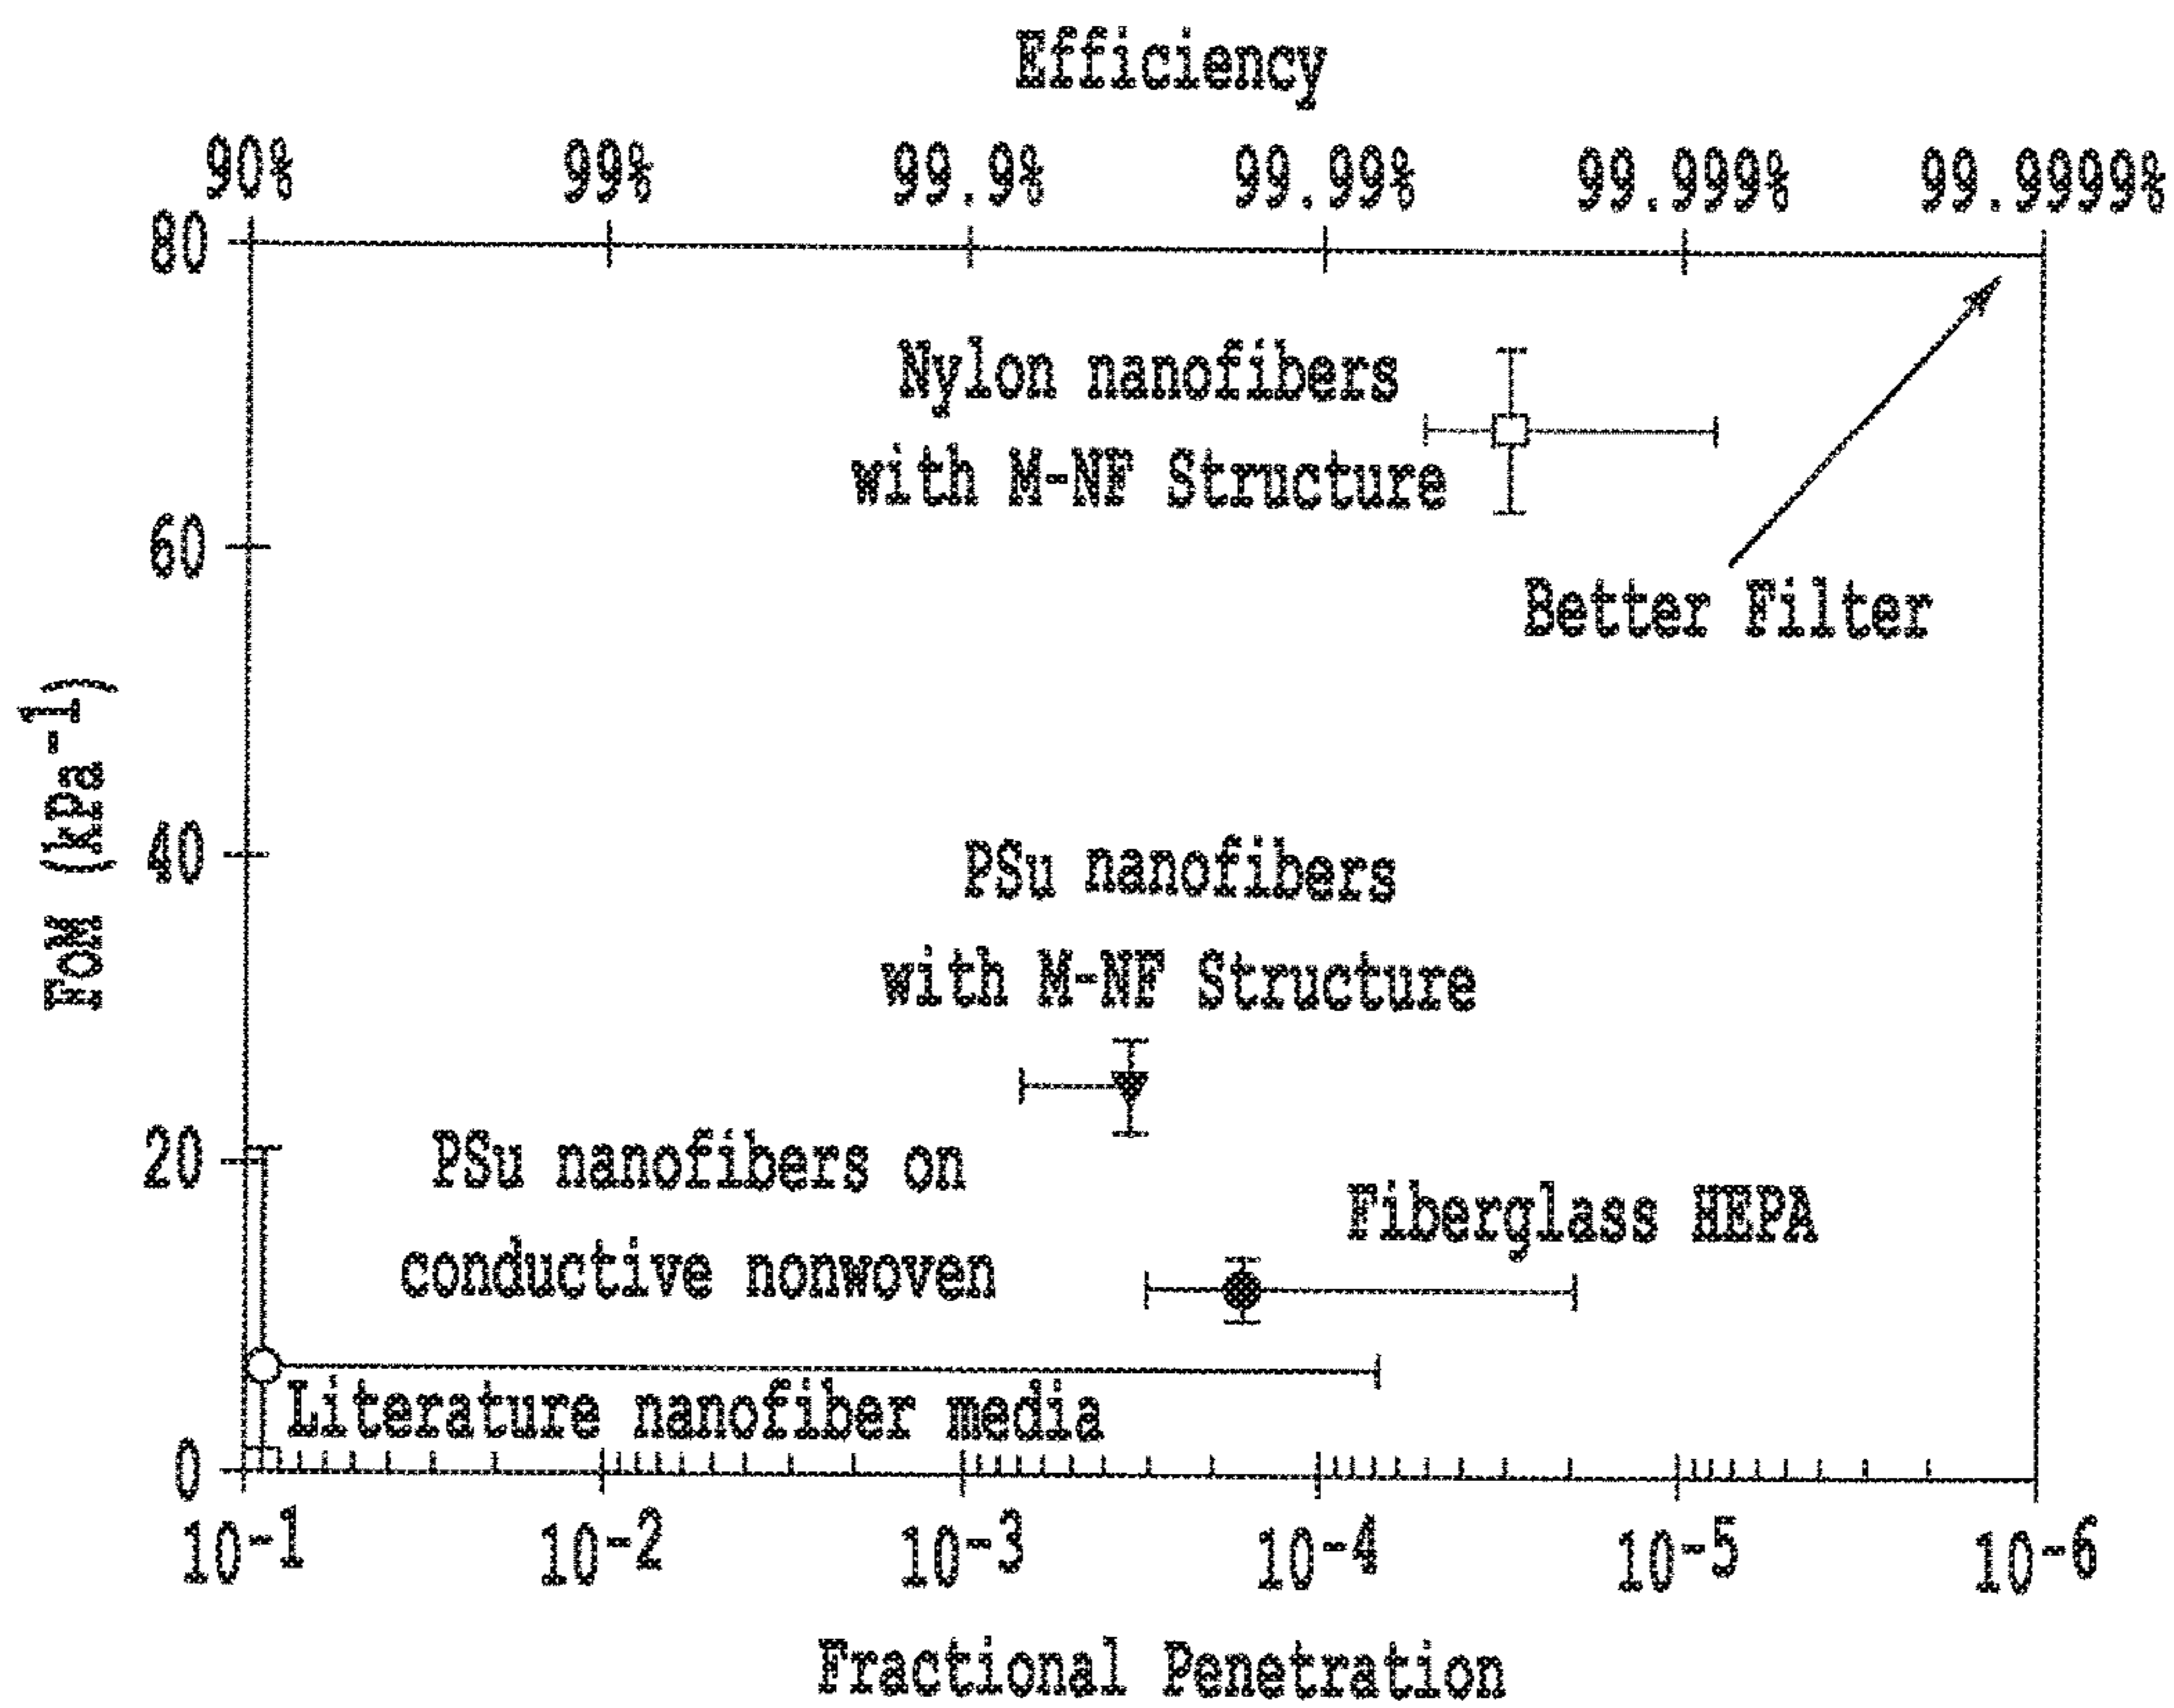 Efficiency
90% 99% 99.9% 99.99% 99.999% 99.9999%
80
60
40
20
0
FoM (kPa⁻¹)
Nylon nanofibers
with M-NF Structure
Better Filter
PSu nanofibers
with M-NF Structure
PSu nanofibers on
conductive nonwoven
Fiberglass HEPA
Literature nanofiber media
10⁻¹ 10⁻² 10⁻³ 10⁻⁴ 10⁻⁵ 10⁻⁶
Fractional Penetration